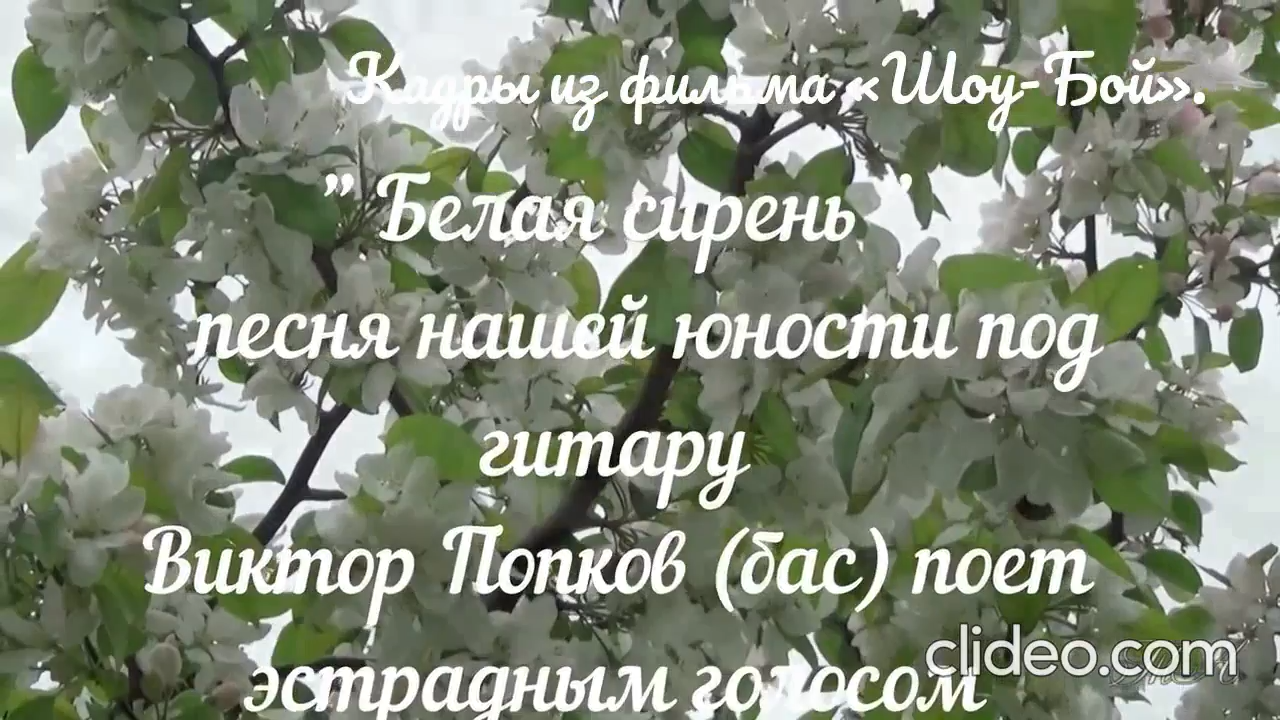 Кадры из фильма «Шоу-Бой».
" Белая сирень "
песня нашей юности под
гитару
Виктор Попков (бас) поет
эстрадным голосом
clideo.com